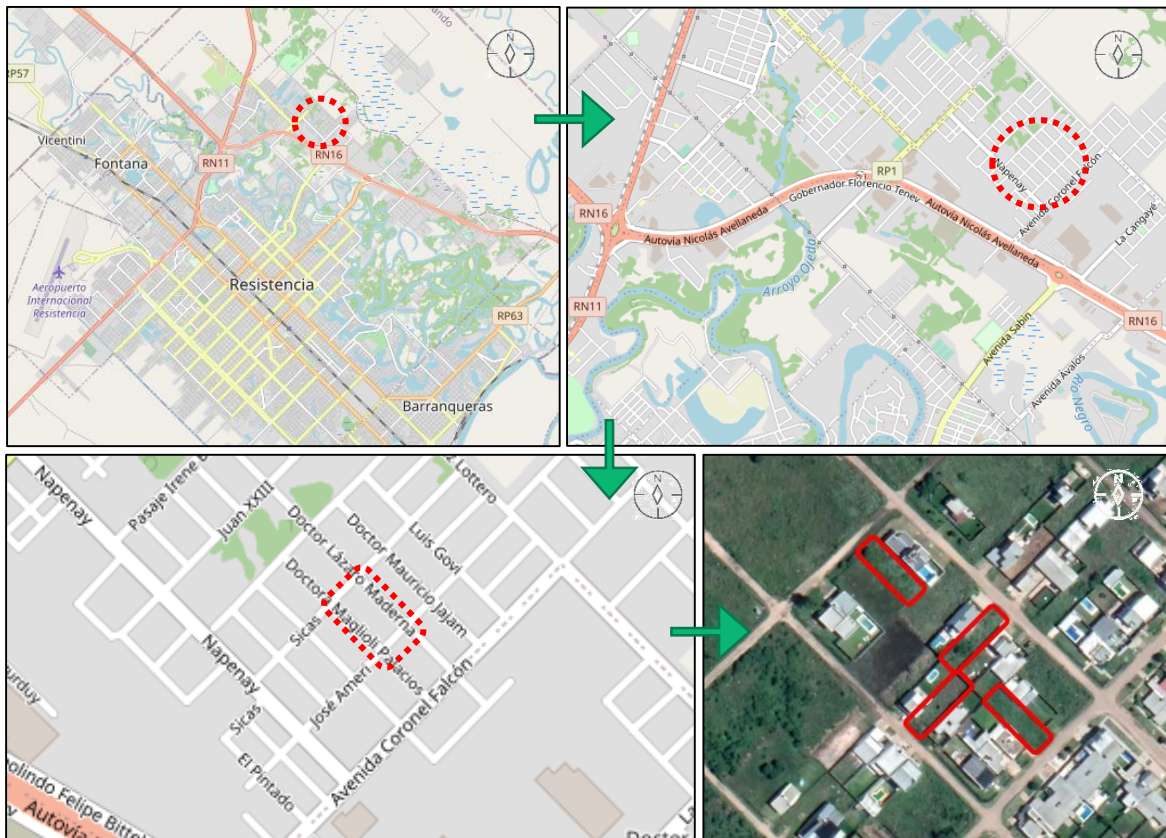 N
RP57
Vicentini
Fontana
RN11
RN16
Aeropuerto
Internacional
Resistencia
Resistencia
RP63
Barranqueras
N
RP1
Napenay
Avenida Coronel Falcón
La Cangayé
Gobernador Florencio Tenev
RN16
Autovía Nicolás Avellaneda
Autovía Nicolás Avellaneda
Arroyo Ojeda
RN11
RN16
Avenida Sabín
Avenida Ávalos
Río Negro
N
Napenay
Pasaje Irene
Juan XXIII
Lottero
Luis Govi
Doctor Mauricio Jajam
Doctor Lázaro Maderna
Doctora Maglioli Palacios
Sicas
Napenay
José Ameri
Sicas
El Pintado
Avenida Coronel Falcón
Autovía
Doctor
N